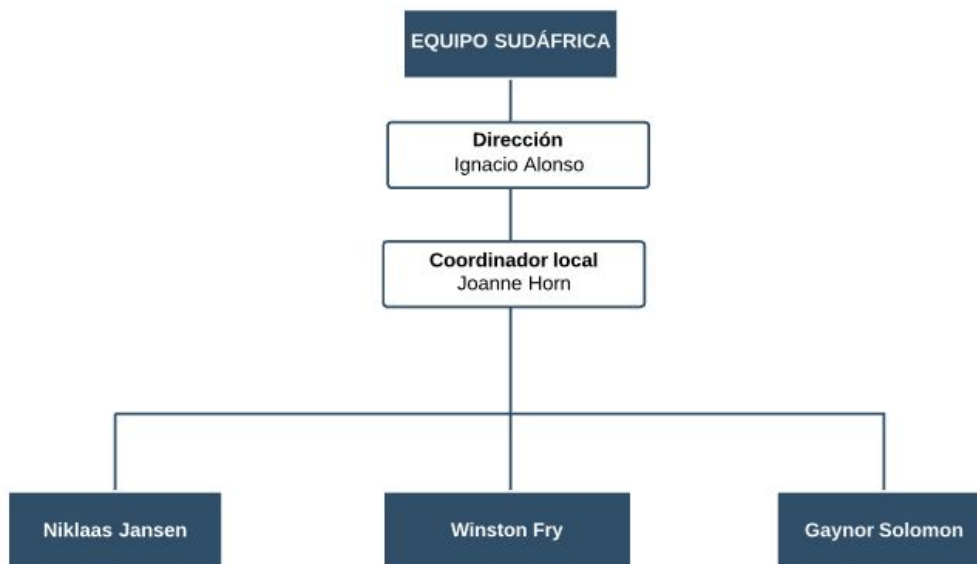 EQUIPO SUDÁFRICA
Dirección
Ignacio Alonso
Coordinador local
Joanne Horn
Niklaas Jansen
Winston Fry
Gaynor Solomon